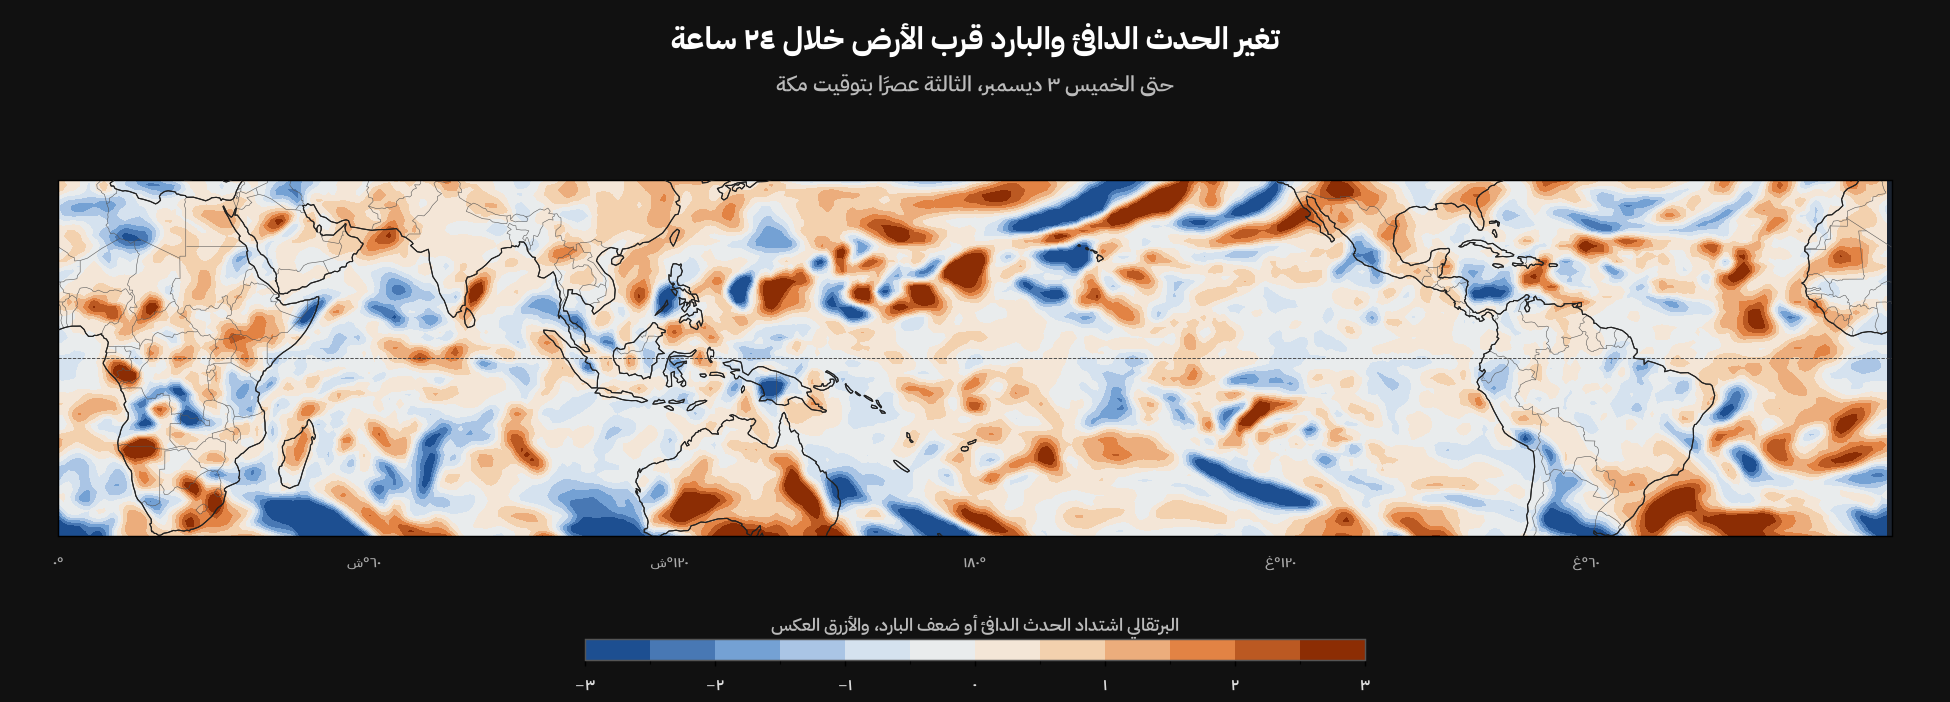 تغير الحدث الدافئ والبارد قرب الأرض خلال ٢٤ ساعة
حتى الخميس ٣ ديسمبر، الثالثة عصرًا بتوقيت مكة
٠°
٦٠°ش
١٢٠°ش
١٨٠°
١٢٠°غ
٦٠°غ
البرتقالي اشتداد الحدث الدافئ أو ضعف البارد، والأزرق العكس
−٣ −٢ −١ ٠ ١ ٢ ٣